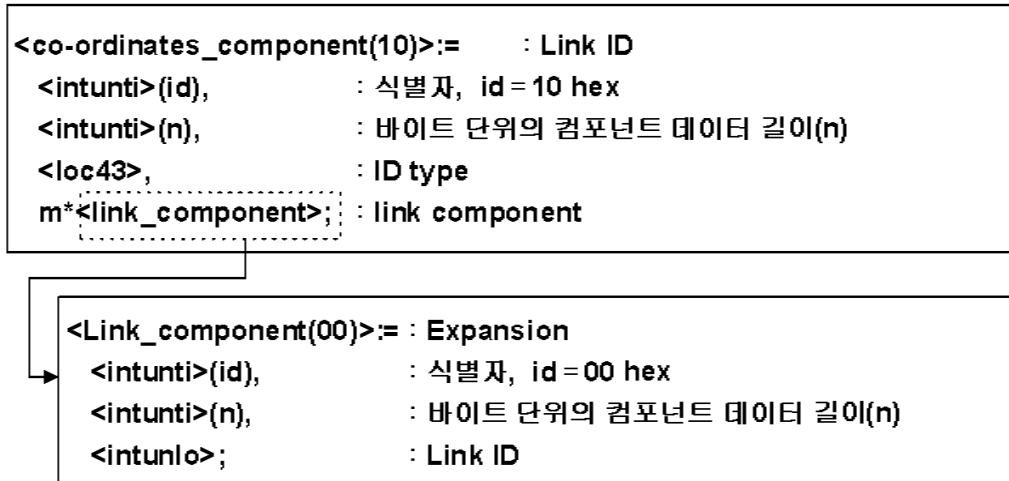 <co-ordinates_component(10)>:= : Link ID
<intunti>(id), : 식별자, id = 10 hex
<intunti>(n), : 바이트 단위의 컴포넌트 데이터 길이(n)
<loc43>, : ID type
m*<link_component>; : link component
<Link_component(00)>:= : Expansion
<intunti>(id), : 식별자, id = 00 hex
<intunti>(n), : 바이트 단위의 컴포넌트 데이터 길이(n)
<intunlo>; : Link ID